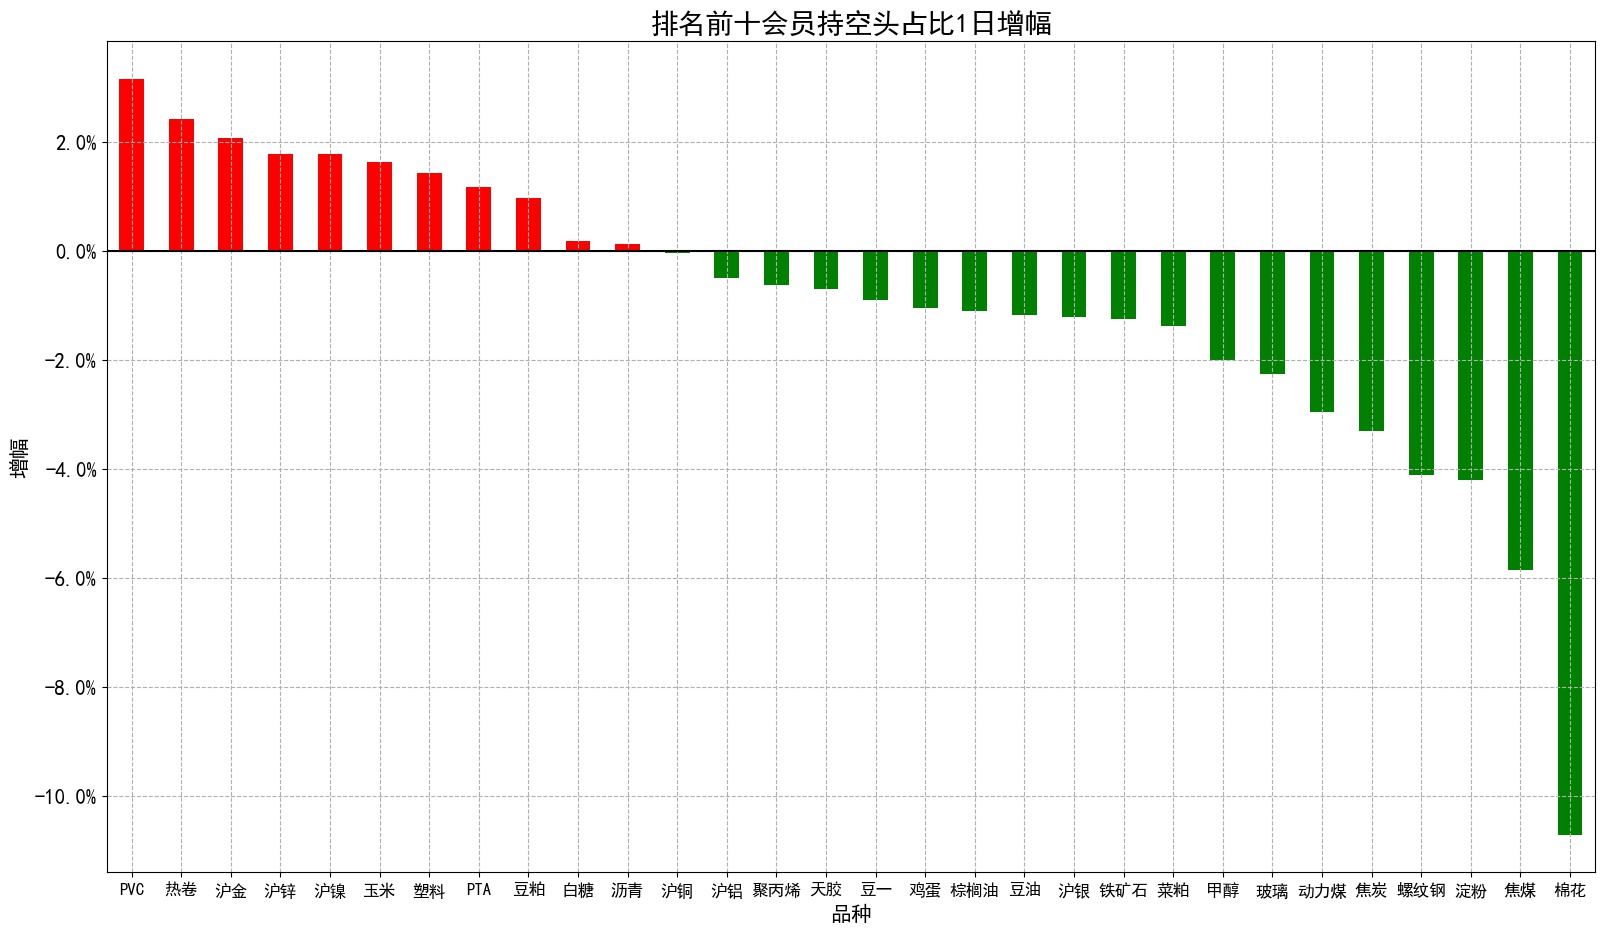 排名前十会员持空头占比1日增幅
2.0%
0.0%
−2.0%
−4.0%
−6.0%
−8.0%
−10.0%
增幅
PVC 热卷 沪金 沪锌 沪镍 玉米 塑料 PTA 豆粕 白糖 沥青 沪铜 沪铝 聚丙烯 天胶 豆一 鸡蛋 棕榈油 豆油 沪银 铁矿石 菜粕 甲醇 玻璃 动力煤 焦炭 螺纹钢 淀粉 焦煤 棉花
品种